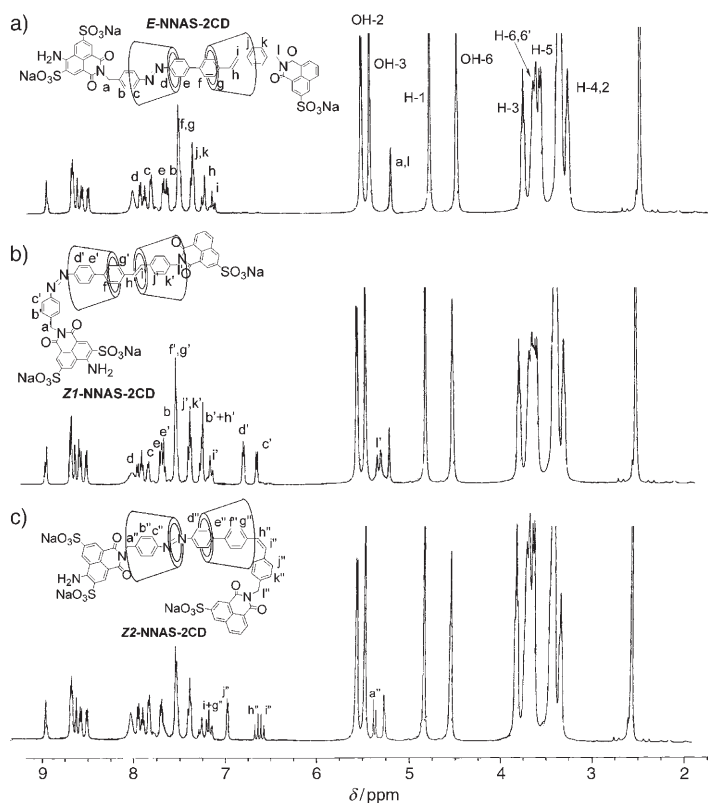 a)
E-NNAS-2CD
NaO₃S
H₂N
NaO₃S
O
N
O
a
b
c
N
N
d
e
f
g
h
i
j
k
l
O
N
O
SO₃Na
d
c
e
b
f,g
j,k
h
i
OH-2
OH-3
a,l
H-1
OH-6
H-3
H-6,6'
H-5
H-4,2
b)
d' e'
g'
f'
h'
i'
j'
k'
l'
O
N
O
SO₃Na
N
N
c'
b'
a'
O
N
O
SO₃Na
NaO₃S
NH₂
Z1-NNAS-2CD
d
c
e
e'
b
f',g'
j',k'
b'+h'
i'
d'
c'
l'
c)
NaO₃S
H₂N
NaO₃S
O
N
O
a"
b"
c"
N
N
d"
e"
f"
g"
h"
i"
j"
k"
l"
NaO₃S
O
N
O
Z2-NNAS-2CD
i+g"
j"
h"
i"
a"
9 8 7 6 5 4 3 2
δ/ppm